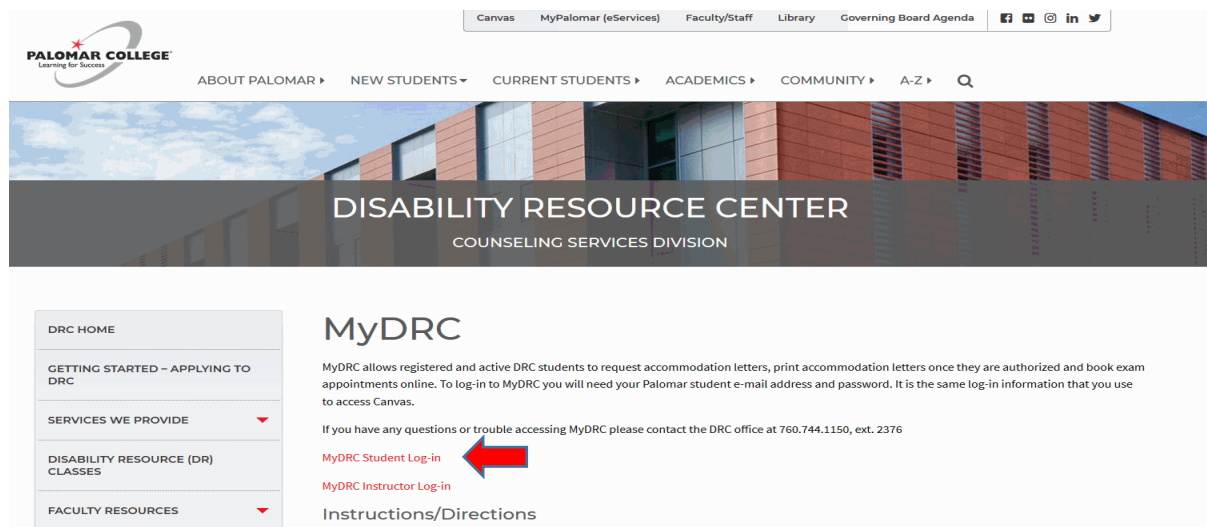 Canvas MyPalomar (eServices) Faculty/Staff Library Governing Board Agenda
PALOMAR COLLEGE
Learning for Success
ABOUT PALOMAR NEW STUDENTS CURRENT STUDENTS ACADEMICS COMMUNITY A-Z
DISABILITY RESOURCE CENTER
COUNSELING SERVICES DIVISION
DRC HOME
GETTING STARTED – APPLYING TO
DRC
SERVICES WE PROVIDE
DISABILITY RESOURCE (DR)
CLASSES
FACULTY RESOURCES
MyDRC
MyDRC allows registered and active DRC students to request accommodation letters, print accommodation letters once they are authorized and book exam
appointments online. To log-in to MyDRC you will need your Palomar student e-mail address and password. It is the same log-in information that you use
to access Canvas.
If you have any questions or trouble accessing MyDRC please contact the DRC office at 760.744.1150, ext. 2376
MyDRC Student Log-in
MyDRC Instructor Log-in
Instructions/Directions